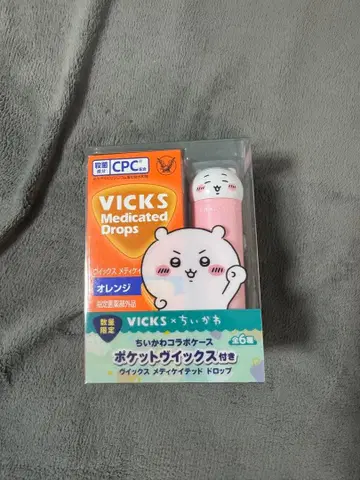 殺菌成分 CPC配合
VICKS
Medicated
Drops
ヴイックス メディケイ
オレンジ
指定医薬部外品
数量限定
VICKS×ちいかわ
ちいかわコラボケース
ポケットヴイックス付き
全6種
ヴイックス メディケイテッド ドロップ